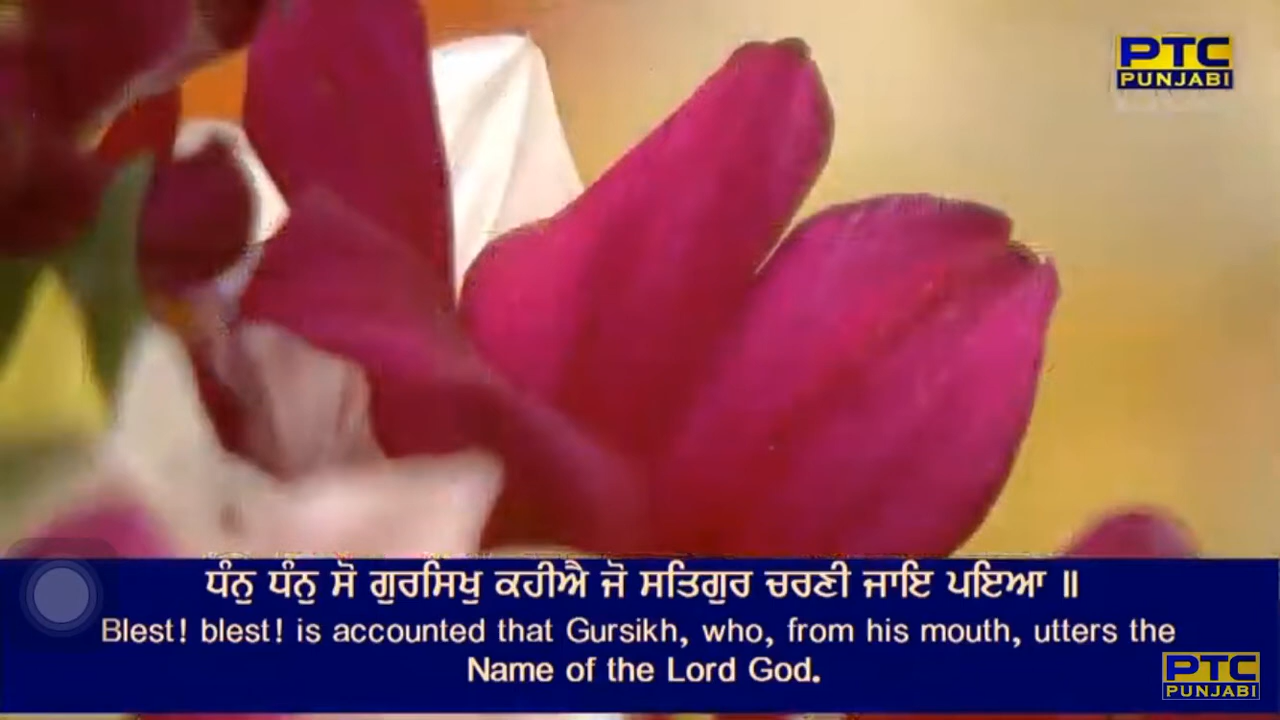 PTC
PUNJABI
ਧੰਨੁ ਧੰਨੁ ਸੋ ਗੁਰਸਿਖੁ ਕਹੀਐ ਜੋ ਸਤਿਗੁਰ ਚਰਣੀ ਜਾਇ ਪਇਆ ॥
Blest! blest! is accounted that Gursikh, who, from his mouth, utters the
Name of the Lord God.
PTC
PUNJABI